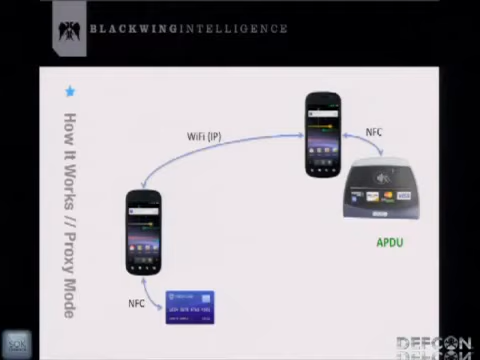 BLACKWINGINTELLIGENCE
How It Works // Proxy Mode
WiFi (IP)
NFC
APDU
NFC
DEFCON